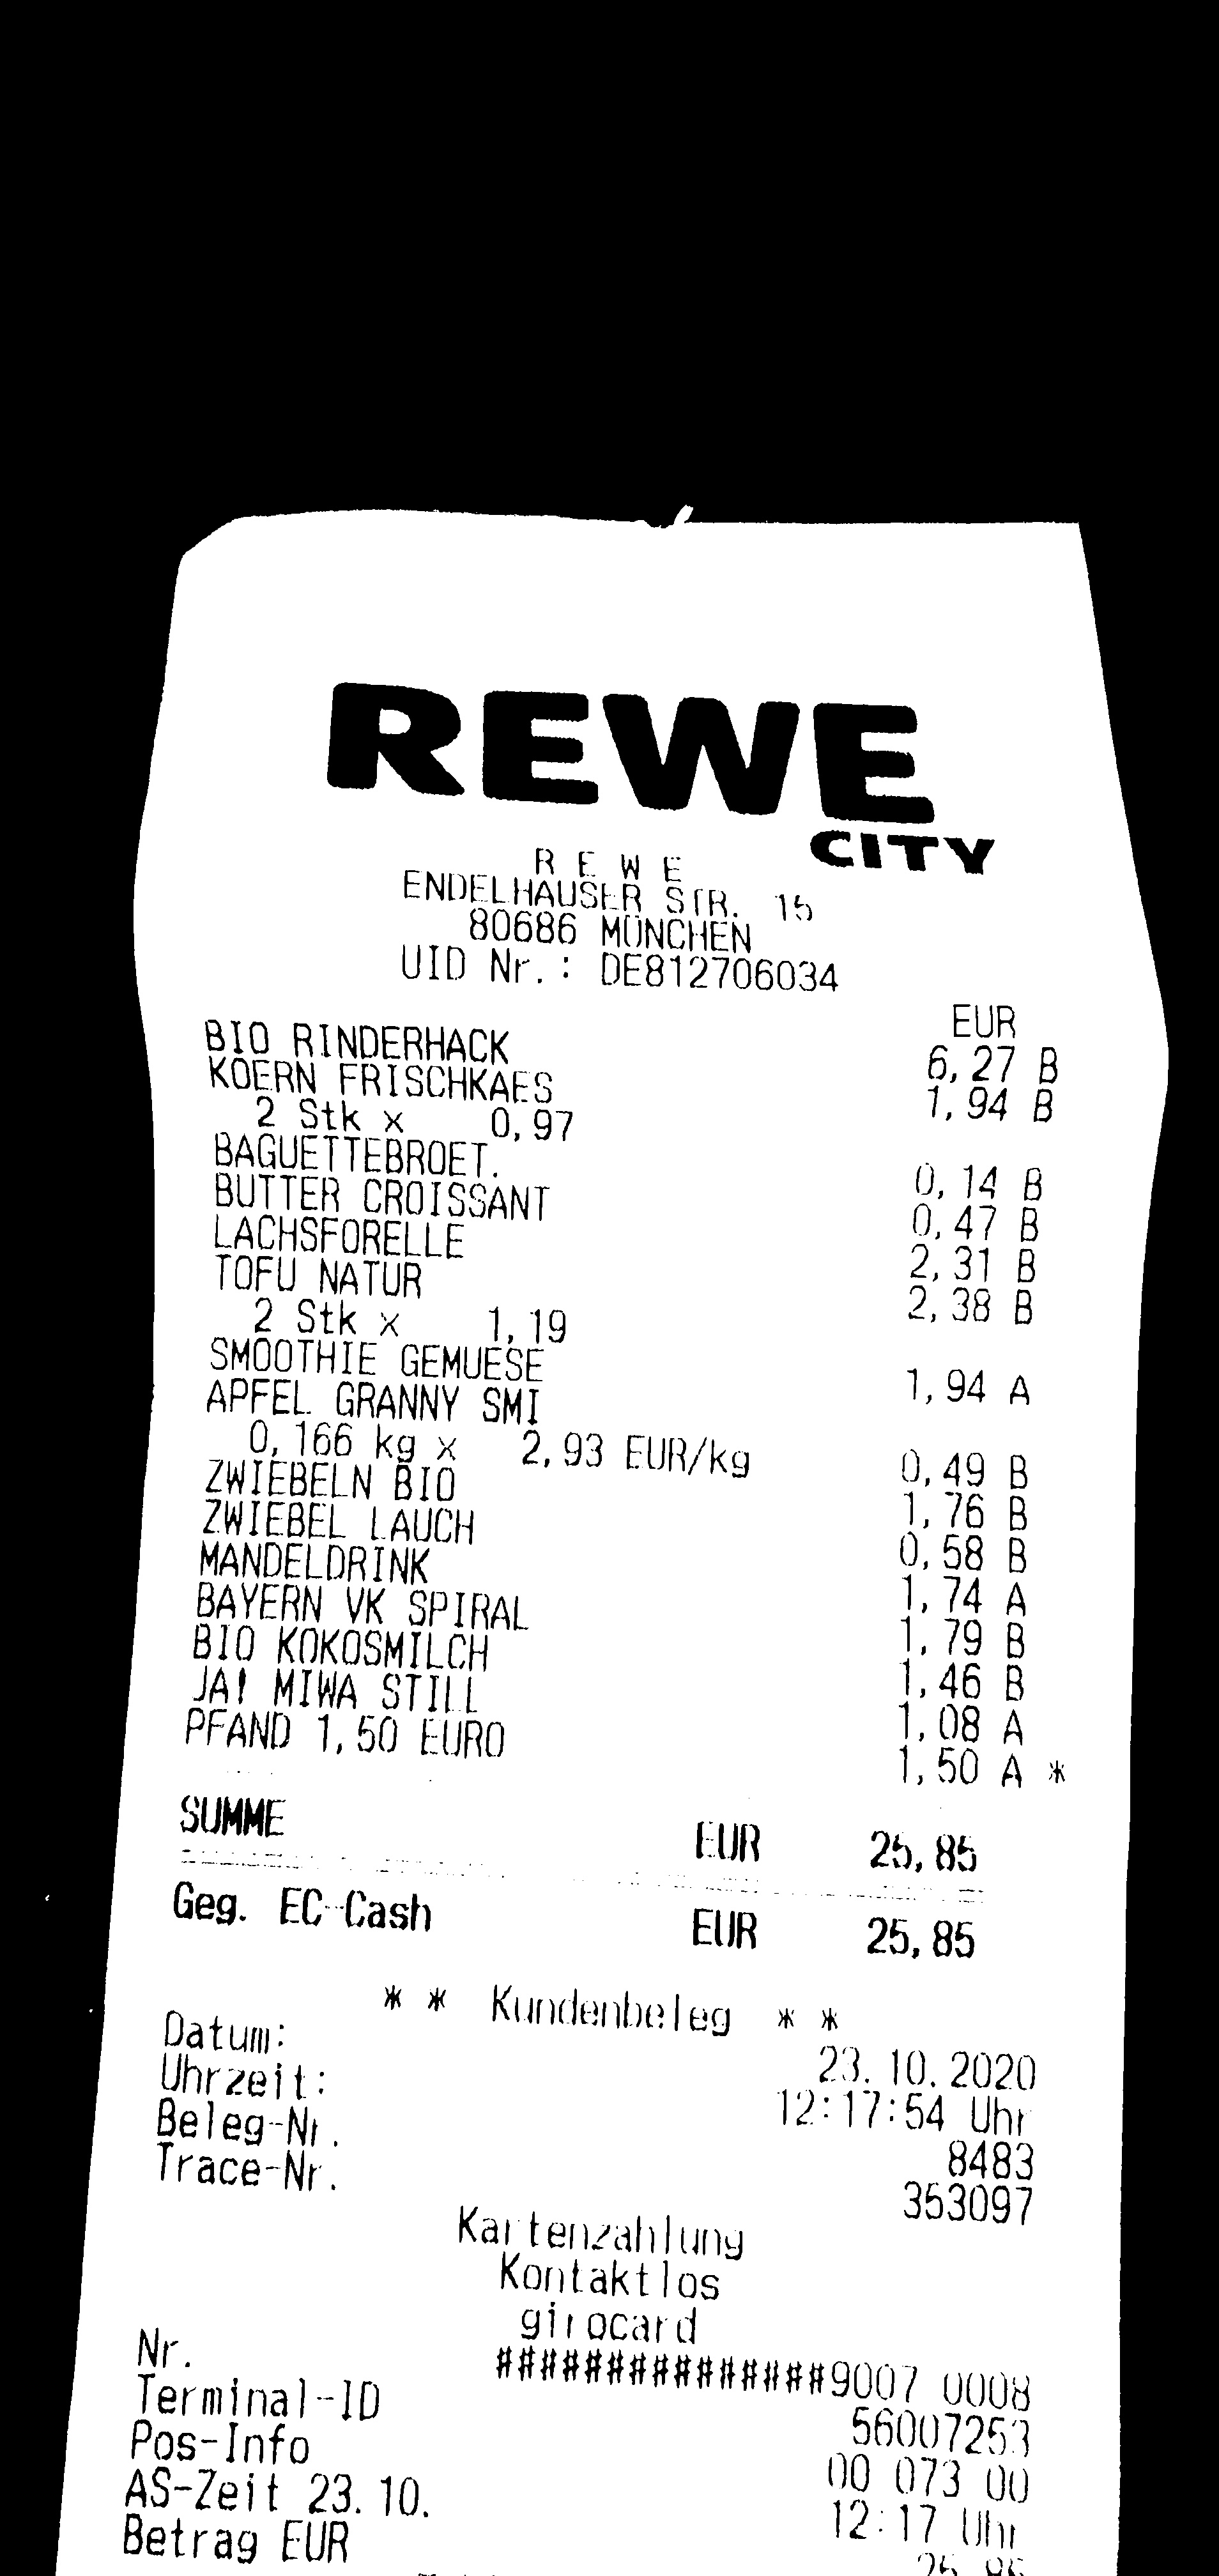 REWE
CITY
R E W E
ENDELHAUSER STR. 15
80686 MÜNCHEN
UID Nr.: DE812706034
EUR
BIO RINDERHACK 6,27 B
KOERN FRISCHKAES 1,94 B
2 Stk x 0,97
BAGUETTEBROET. 0,14 B
BUTTER CROISSANT 0,47 B
LACHSFORELLE 2,31 B
TOFU NATUR 2,38 B
2 Stk x 1,19
SMOOTHIE GEMUESE 1,94 A
APFEL GRANNY SMI
0,166 kg x 2,93 EUR/kg 0,49 B
ZWIEBELN BIO 1,76 B
ZWIEBEL LAUCH 0,58 B
MANDELDRINK 1,74 A
BAYERN VK SPIRAL 1,79 B
BIO KOKOSMILCH 1,46 B
JA! MIWA STILL 1,08 A
PFAND 1,50 EURO 1,50 A *
SUMME EUR 25,85
Geg. EC-Cash EUR 25,85
* * Kundenbeleg * *
Datum: 23.10.2020
Uhrzeit: 12:17:54 Uhr
Beleg-Nr. 8483
Trace-Nr. 353097
Kartenzahlung
Kontaktlos
girocard
Nr. ###############9007 0008
Terminal-ID 56007253
Pos-Info 00 073 00
AS-Zeit 23.10. 12:17 Uhr
Betrag EUR